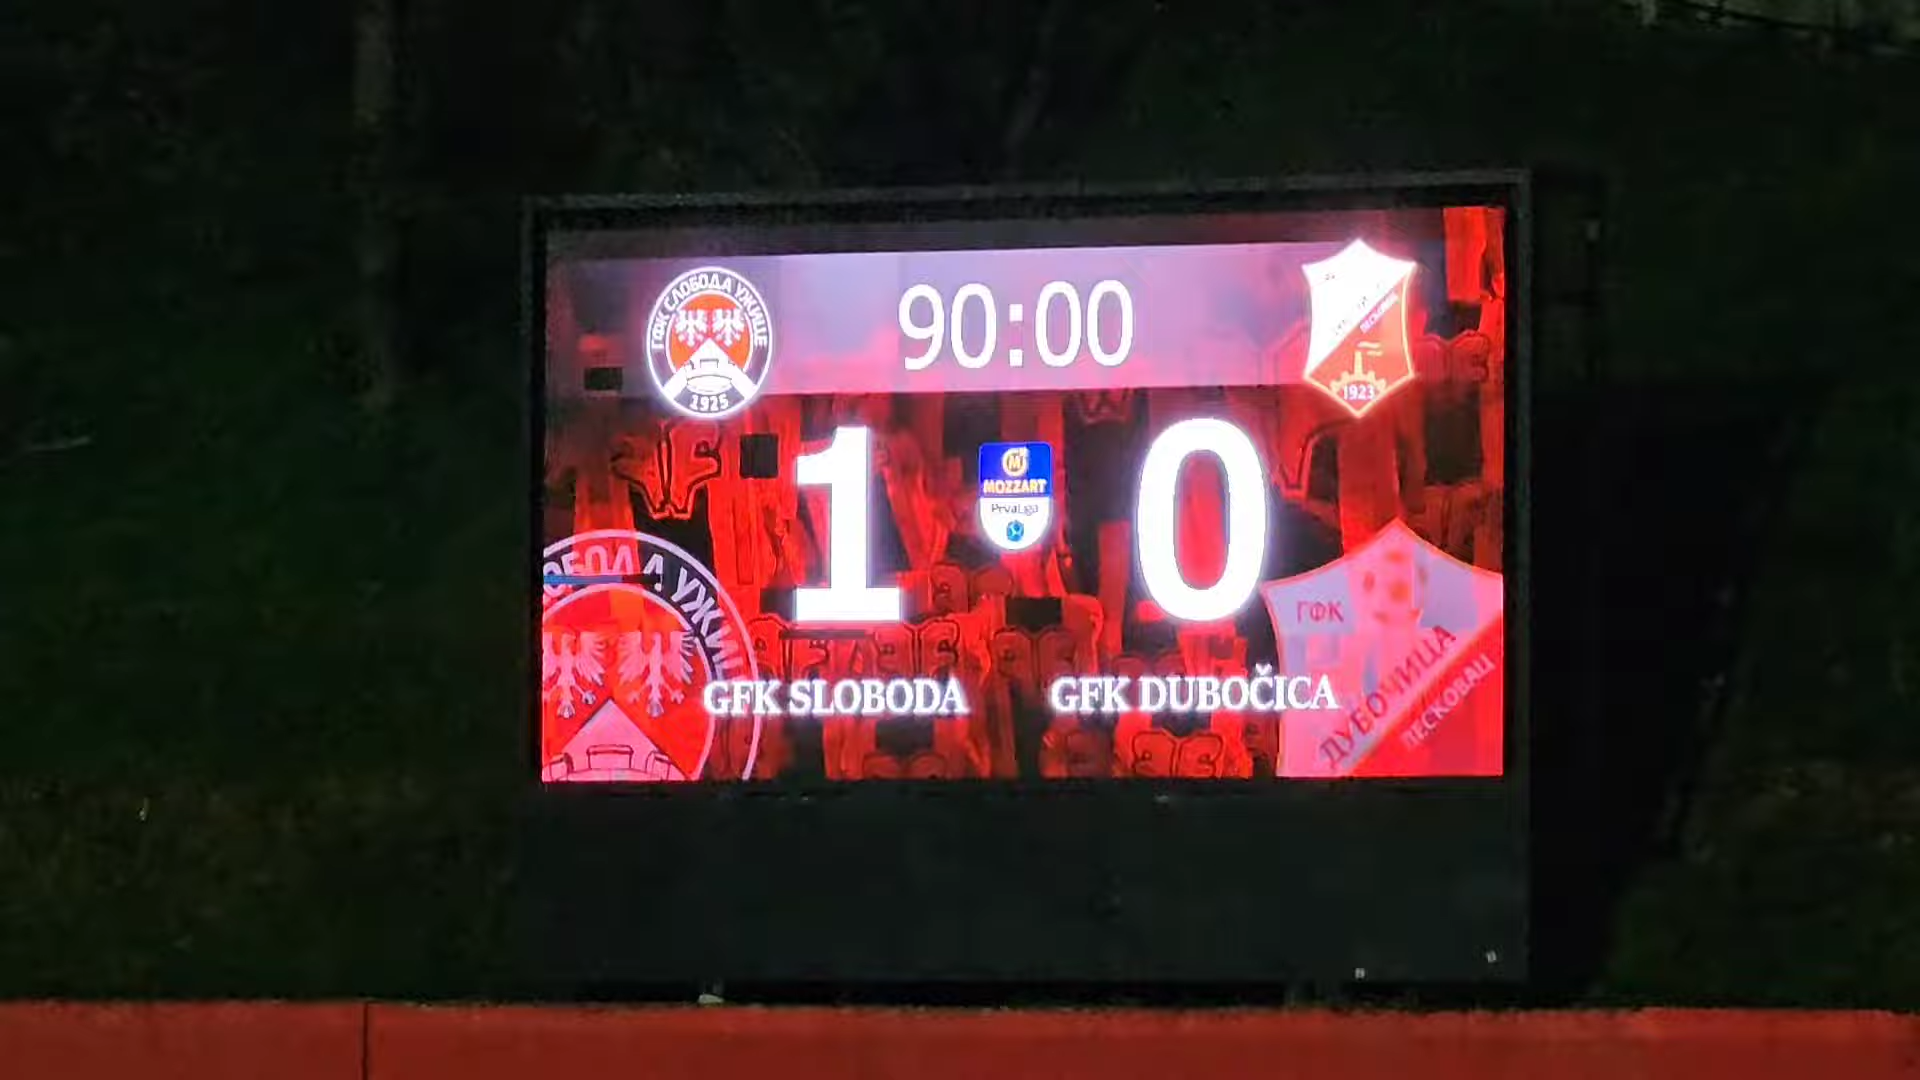 ГФК СЛОБОДА УЖИЦЕ
1925
90:00
1923
1
0
MOZZART
PrvaLiga
GFK SLOBODA
GFK DUBOČICA
ГФК
ДУБОЧИЦА
ЛЕСКОВАЦ